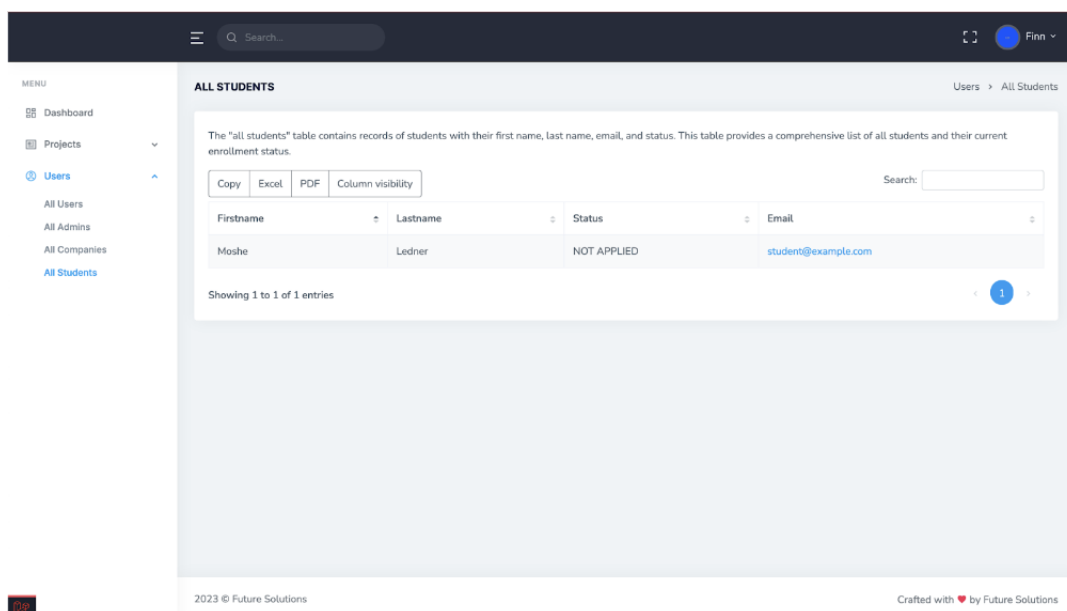 Search...
Finn
MENU
Dashboard
Projects
Users
All Users
All Admins
All Companies
All Students
ALL STUDENTS
Users > All Students
The "all students" table contains records of students with their first name, last name, email, and status. This table provides a comprehensive list of all students and their current
enrollment status.
Copy Excel PDF Column visibility
Search:
Firstname Lastname Status Email
Moshe Ledner NOT APPLIED student@example.com
Showing 1 to 1 of 1 entries
‹ 1 ›
2023 © Future Solutions
Crafted with ♥ by Future Solutions